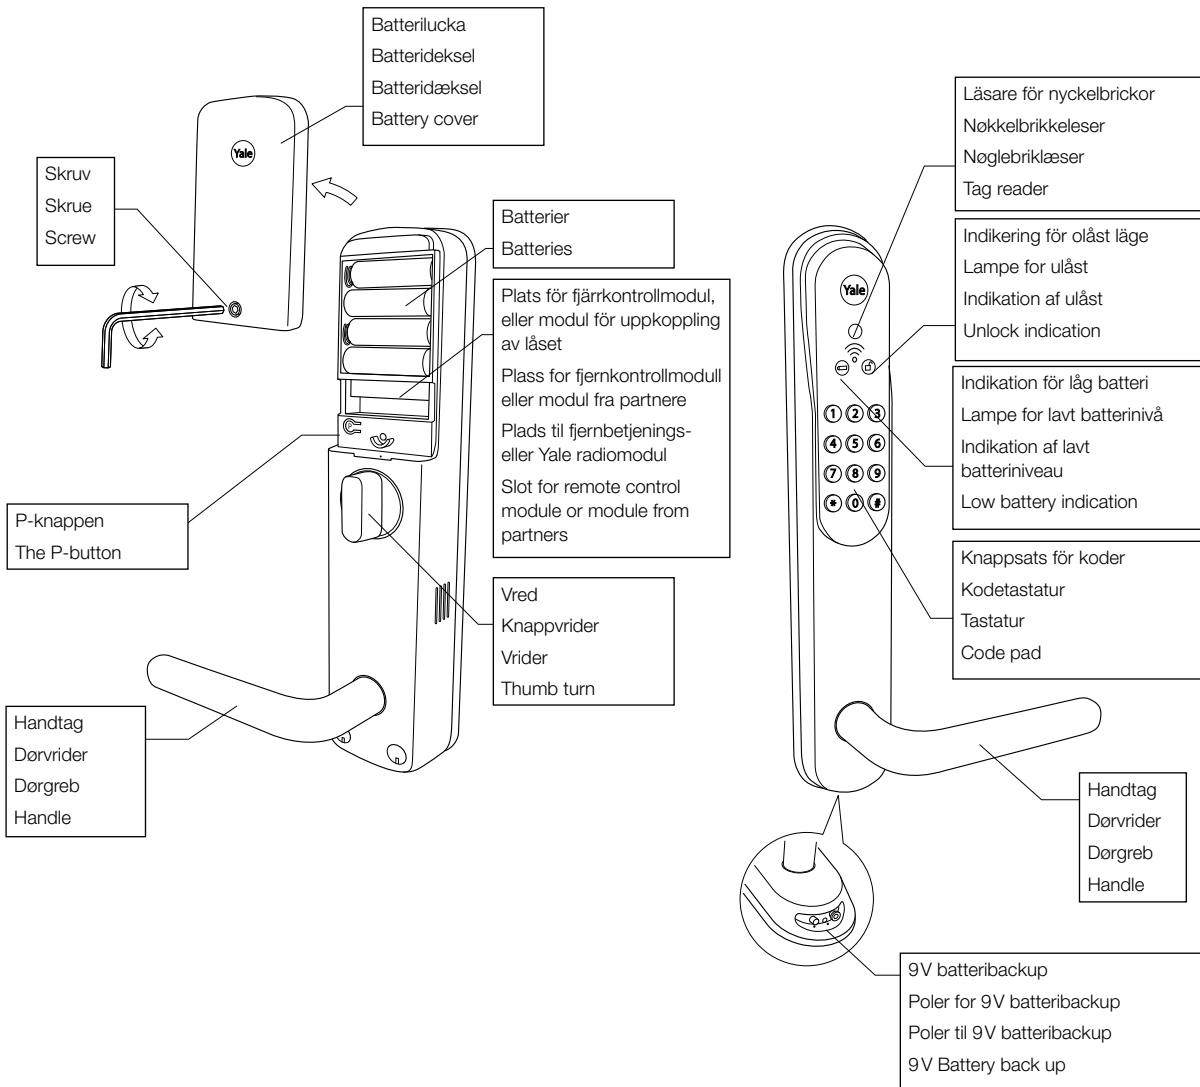 Batterilucka
Batterideksel
Batteridæksel
Battery cover
Yale
Skruv
Skrue
Screw
Batterier
Batteries
Plats för fjärrkontrollmodul,
eller modul för uppkoppling
av låset
Plass for fjernkontrollmodull
eller modul fra partnere
Plads til fjernbetjenings-
eller Yale radiomodul
Slot for remote control
module or module from
partners
P-knappen
The P-button
Vred
Knappvrider
Vrider
Thumb turn
Handtag
Dørvrider
Dørgreb
Handle
Läsare för nyckelbrickor
Nøkkelbrikkeleser
Nøglebriklæser
Tag reader
Indikering för olåst läge
Lampe for ulåst
Indikation af ulåst
Unlock indication
Yale
1 2 3
4 5 6
7 8 9
* 0 #
Indikation för låg batteri
Lampe for lavt batterinivå
Indikation af lavt
batteriniveau
Low battery indication
Knappsats för koder
Kodetastatur
Tastatur
Code pad
Handtag
Dørvrider
Dørgreb
Handle
9V batteribackup
Poler for 9V batteribackup
Poler til 9V batteribackup
9V Battery back up